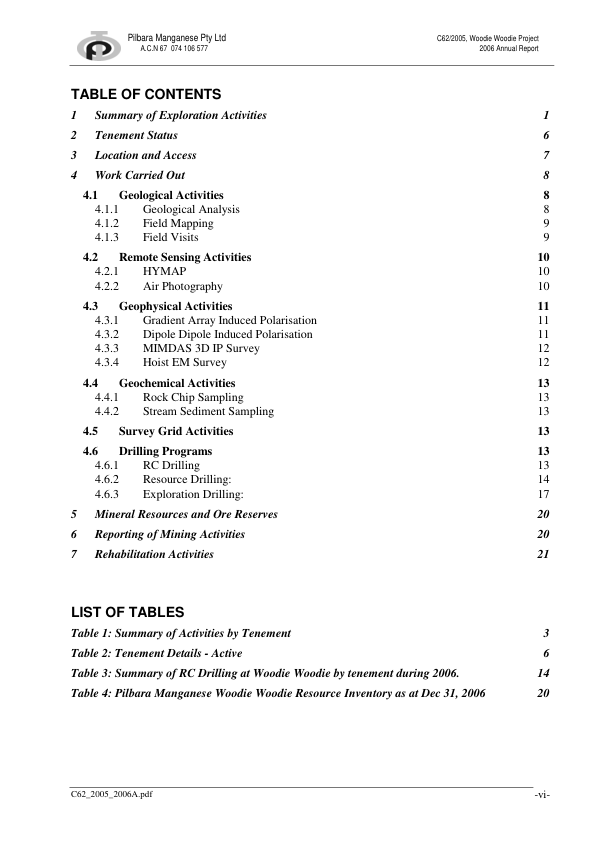 Pilbara Manganese Pty Ltd
A.C.N 67 074 106 577
C62/2005, Woodie Woodie Project
2006 Annual Report
TABLE OF CONTENTS
1 Summary of Exploration Activities 1
2 Tenement Status 6
3 Location and Access 7
4 Work Carried Out 8
4.1 Geological Activities 8
4.1.1 Geological Analysis 8
4.1.2 Field Mapping 9
4.1.3 Field Visits 9
4.2 Remote Sensing Activities 10
4.2.1 HYMAP 10
4.2.2 Air Photography 10
4.3 Geophysical Activities 11
4.3.1 Gradient Array Induced Polarisation 11
4.3.2 Dipole Dipole Induced Polarisation 11
4.3.3 MIMDAS 3D IP Survey 12
4.3.4 Hoist EM Survey 12
4.4 Geochemical Activities 13
4.4.1 Rock Chip Sampling 13
4.4.2 Stream Sediment Sampling 13
4.5 Survey Grid Activities 13
4.6 Drilling Programs 13
4.6.1 RC Drilling 13
4.6.2 Resource Drilling: 14
4.6.3 Exploration Drilling: 17
5 Mineral Resources and Ore Reserves 20
6 Reporting of Mining Activities 20
7 Rehabilitation Activities 21
LIST OF TABLES
Table 1: Summary of Activities by Tenement 3
Table 2: Tenement Details - Active 6
Table 3: Summary of RC Drilling at Woodie Woodie by tenement during 2006. 14
Table 4: Pilbara Manganese Woodie Woodie Resource Inventory as at Dec 31, 2006 20
C62_2005_2006A.pdf -vi-